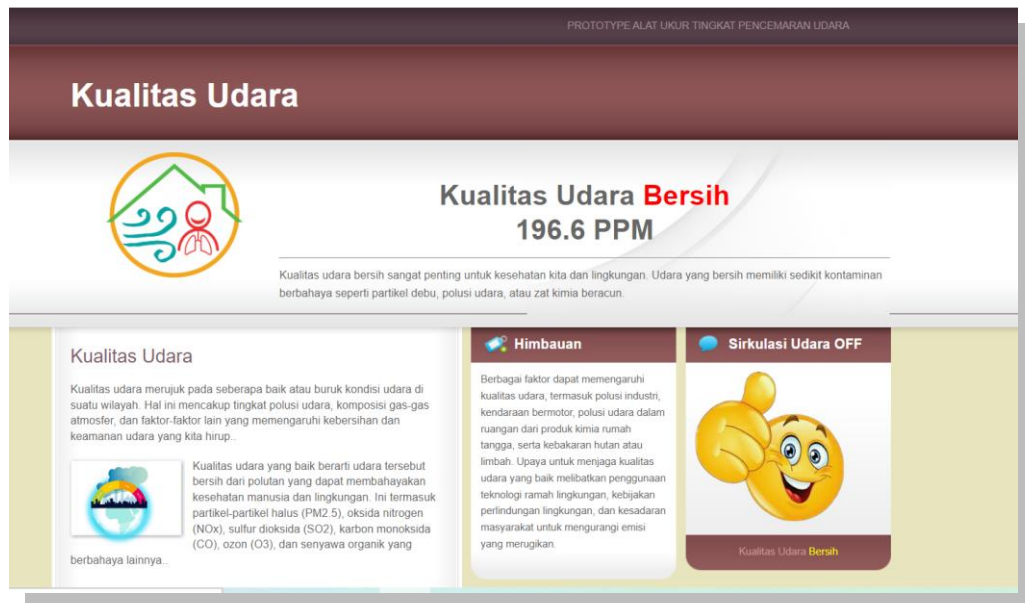 PROTOTYPE ALAT UKUR TINGKAT PENCEMARAN UDARA
Kualitas Udara
Kualitas Udara Bersih
196.6 PPM
Kualitas udara bersih sangat penting untuk kesehatan kita dan lingkungan. Udara yang bersih memiliki sedikit kontaminan
berbahaya seperti partikel debu, polusi udara, atau zat kimia beracun.
Kualitas Udara
Kualitas udara merujuk pada seberapa baik atau buruk kondisi udara di
suatu wilayah. Hal ini mencakup tingkat polusi udara, komposisi gas-gas
atmosfer, dan faktor-faktor lain yang memengaruhi kebersihan dan
keamanan udara yang kita hirup..
Kualitas udara yang baik berarti udara tersebut
bersih dari polutan yang dapat membahayakan
kesehatan manusia dan lingkungan. Ini termasuk
partikel-partikel halus (PM2.5), oksida nitrogen
(NOx), sulfur dioksida (SO2), karbon monoksida
(CO), ozon (O3), dan senyawa organik yang
berbahaya lainnya..
Himbauan
Berbagai faktor dapat memengaruhi
kualitas udara, termasuk polusi industri,
kendaraan bermotor, polusi udara dalam
ruangan dari produk kimia rumah
tangga, serta kebakaran hutan atau
limbah. Upaya untuk menjaga kualitas
udara yang baik melibatkan penggunaan
teknologi ramah lingkungan, kebijakan
perlindungan lingkungan, dan kesadaran
masyarakat untuk mengurangi emisi
yang merugikan.
Sirkulasi Udara OFF
Kualitas Udara Bersih